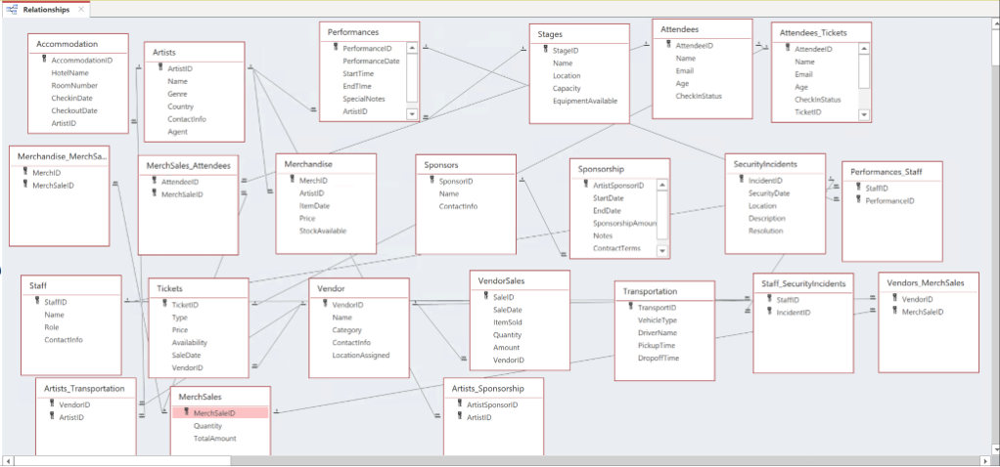 Relationships
Accommodation
AccommodationID
HotelName
RoomNumber
CheckinDate
CheckoutDate
ArtistID
Artists
ArtistID
Name
Genre
Country
ContactInfo
Agent
Performances
PerformanceID
PerformanceDate
StartTime
EndTime
SpecialNotes
ArtistID
Stages
StageID
Name
Location
Capacity
EquipmentAvailable
Attendees
AttendeeID
Name
Email
Age
CheckInStatus
Attendees_Tickets
AttendeeID
Name
Email
Age
CheckInStatus
TicketID
Merchandise_MerchSa...
MerchID
MerchSaleID
MerchSales_Attendees
AttendeeID
MerchSaleID
Merchandise
MerchID
ArtistID
ItemDate
Price
StockAvailable
Sponsors
SponsorID
Name
ContactInfo
Sponsorship
ArtistSponsorID
StartDate
EndDate
SponsorshipAmoun
Notes
ContractTerms
SecurityIncidents
IncidentID
SecurityDate
Location
Description
Resolution
Performances_Staff
StaffID
PerformanceID
Staff
StaffID
Name
Role
ContactInfo
Tickets
TicketID
Type
Price
Availability
SaleDate
VendorID
Vendor
VendorID
Name
Category
ContactInfo
LocationAssigned
VendorSales
SaleID
SaleDate
ItemSold
Quantity
Amount
VendorID
Transportation
TransportID
VehicleType
DriverName
PickupTime
DropoffTime
Staff_SecurityIncidents
StaffID
IncidentID
Vendors_MerchSales
VendorID
MerchSaleID
Artists_Transportation
VendorID
ArtistID
MerchSales
MerchSaleID
Quantity
TotalAmount
Artists_Sponsorship
ArtistSponsorID
ArtistID